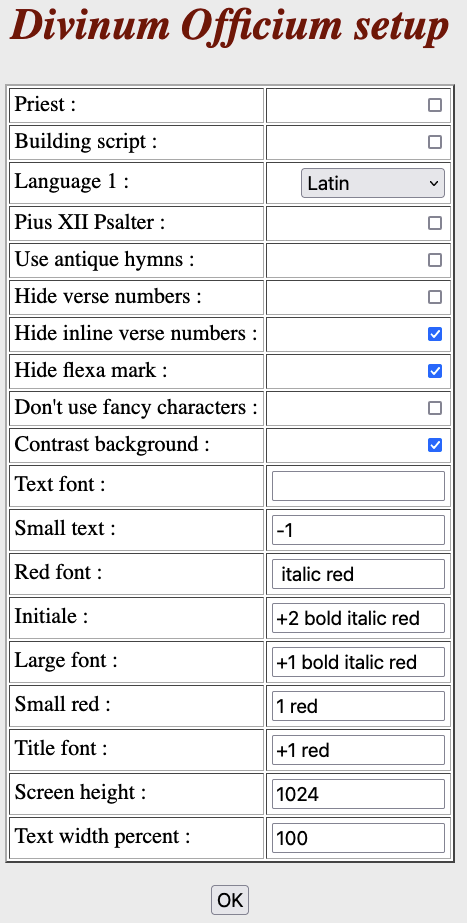 Divinum Officium setup
Priest :
Building script :
Language 1 : Latin
Pius XII Psalter :
Use antique hymns :
Hide verse numbers :
Hide inline verse numbers :
Hide flexa mark :
Don't use fancy characters :
Contrast background :
Text font :
Small text : -1
Red font : italic red
Initiale : +2 bold italic red
Large font : +1 bold italic red
Small red : 1 red
Title font : +1 red
Screen height : 1024
Text width percent : 100
OK